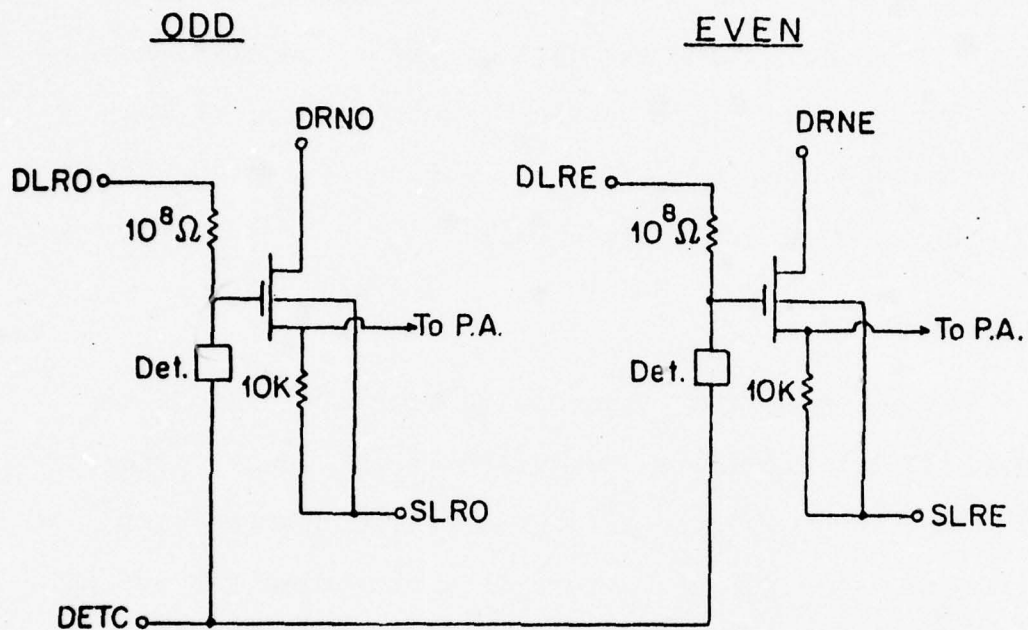 ODD
EVEN
DRNO
DRNE
DLRO
DLRE
10⁸Ω
10⁸Ω
To P.A.
To P.A.
Det.
Det.
10K
10K
SLRO
SLRE
DETC